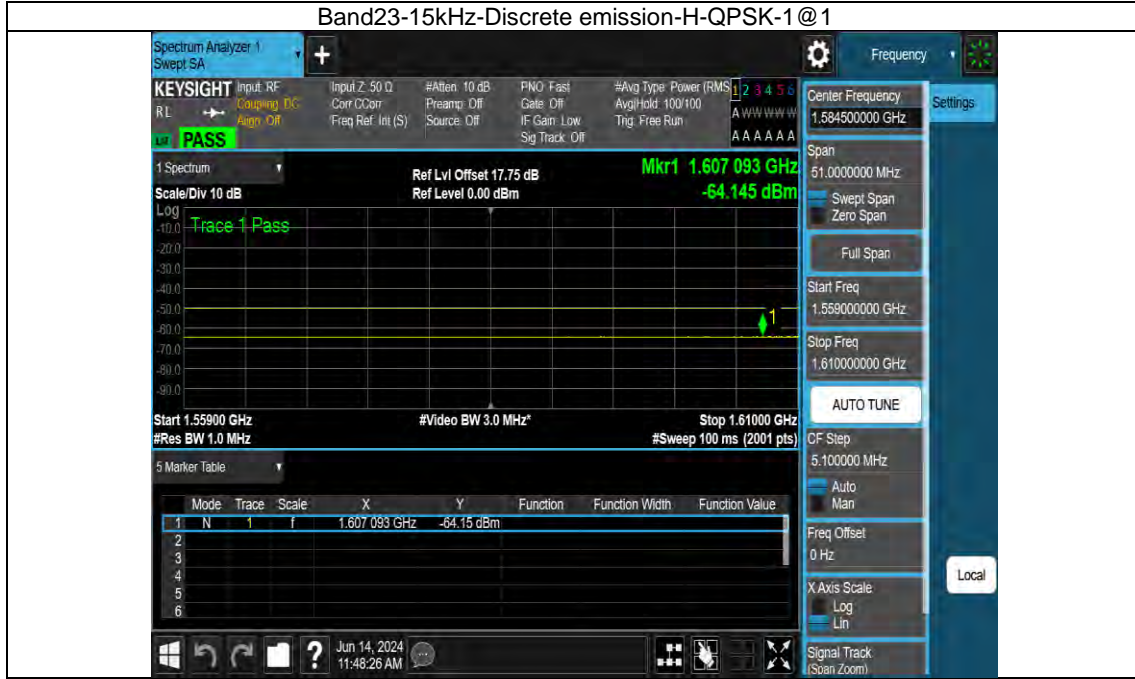 Band23-15kHz-Discrete emission-H-QPSK-1@1
Spectrum Analyzer 1
Swept SA
Frequency
KEYSIGHT
RL
Input: RF
Coupling: DC
Align: Off
Input Z: 50 Ω
Corr CCorr
Freq Ref: Int (S)
#Atten: 10 dB
Preamp: Off
Source: Off
PNO: Fast
Gate: Off
IF Gain: Low
Sig Track: Off
#Avg Type: Power (RMS
Avg|Hold: 100/100
Trig: Free Run
1 2 3 4 5 6
A W W W W W
A A A A A A
PASS
1 Spectrum
Scale/Div 10 dB
Ref Lvl Offset 17.75 dB
Ref Level 0.00 dBm
Mkr1 1.607 093 GHz
-64.145 dBm
Log
Trace 1 Pass
-10.0
-20.0
-30.0
-40.0
-50.0
-60.0
-70.0
-80.0
-90.0
1
Start 1.55900 GHz
#Res BW 1.0 MHz
#Video BW 3.0 MHz*
Stop 1.61000 GHz
#Sweep 100 ms (2001 pts)
5 Marker Table
Mode Trace Scale X Y Function Function Width Function Value
1 N 1 f 1.607 093 GHz -64.15 dBm
2
3
4
5
6
Jun 14, 2024
11:48:26 AM
Center Frequency
1.584500000 GHz
Settings
Span
51.0000000 MHz
Swept Span
Zero Span
Full Span
Start Freq
1.559000000 GHz
Stop Freq
1.610000000 GHz
AUTO TUNE
CF Step
5.100000 MHz
Auto
Man
Freq Offset
0 Hz
X Axis Scale
Log
Lin
Local
Signal Track
(Span Zoom)